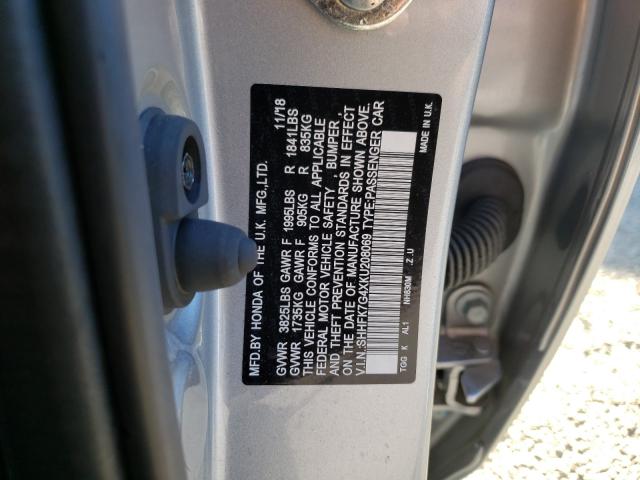 MFD.BY HONDA OF THE U.K. MFG.,LTD. 11/18
GVWR 3825LBS GAWR F 1995LBS R 1841LBS
GVWR 1735KG GAWR F 905KG R 835KG
THIS VEHICLE CONFORMS TO ALL APPLICABLE
FEDERAL MOTOR VEHICLE SAFETY , BUMPER ,
AND THEFT PREVENTION STANDARDS IN EFFECT
ON THE DATE OF MANUFACTURE SHOWN ABOVE.
V.I.N.:SHHFK7G4XKU208069 TYPE:PASSENGER CAR
TGG K AL1 NH830M .Z.U MADE IN U.K.